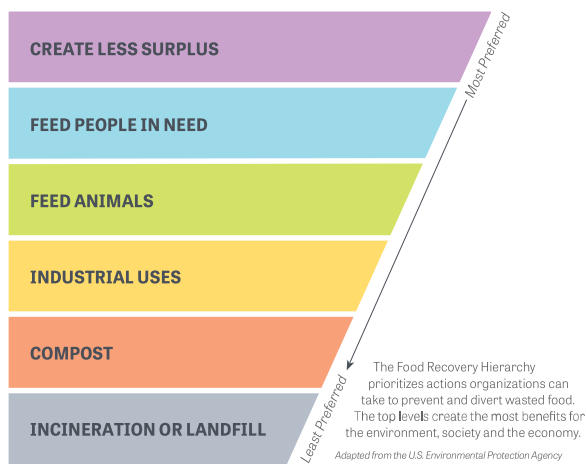 CREATE LESS SURPLUS
Most Preferred
FEED PEOPLE IN NEED
FEED ANIMALS
INDUSTRIAL USES
COMPOST
Least Preferred
INCINERATION OR LANDFILL
The Food Recovery Hierarchy
prioritizes actions organizations can
take to prevent and divert wasted food.
The top levels create the most benefits for
the environment, society and the economy.
Adapted from the U.S. Environmental Protection Agency